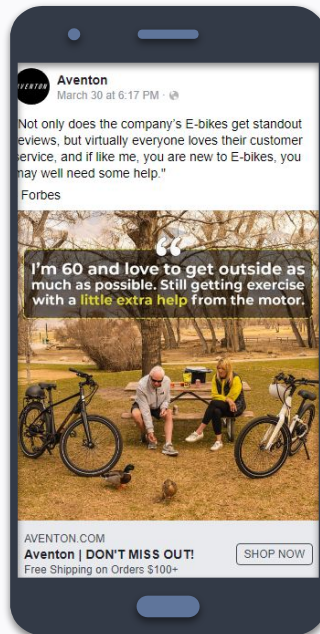 AVENTON
Aventon
March 30 at 6:17 PM ·
Not only does the company's E-bikes get standout
eviews, but virtually everyone loves their customer
ervice, and if like me, you are new to E-bikes, you
may well need some help."
Forbes
“
I'm 60 and love to get outside as
much as possible. Still getting exercise
with a little extra help from the motor.
AVENTON.COM
Aventon | DON'T MISS OUT!
SHOP NOW
Free Shipping on Orders $100+